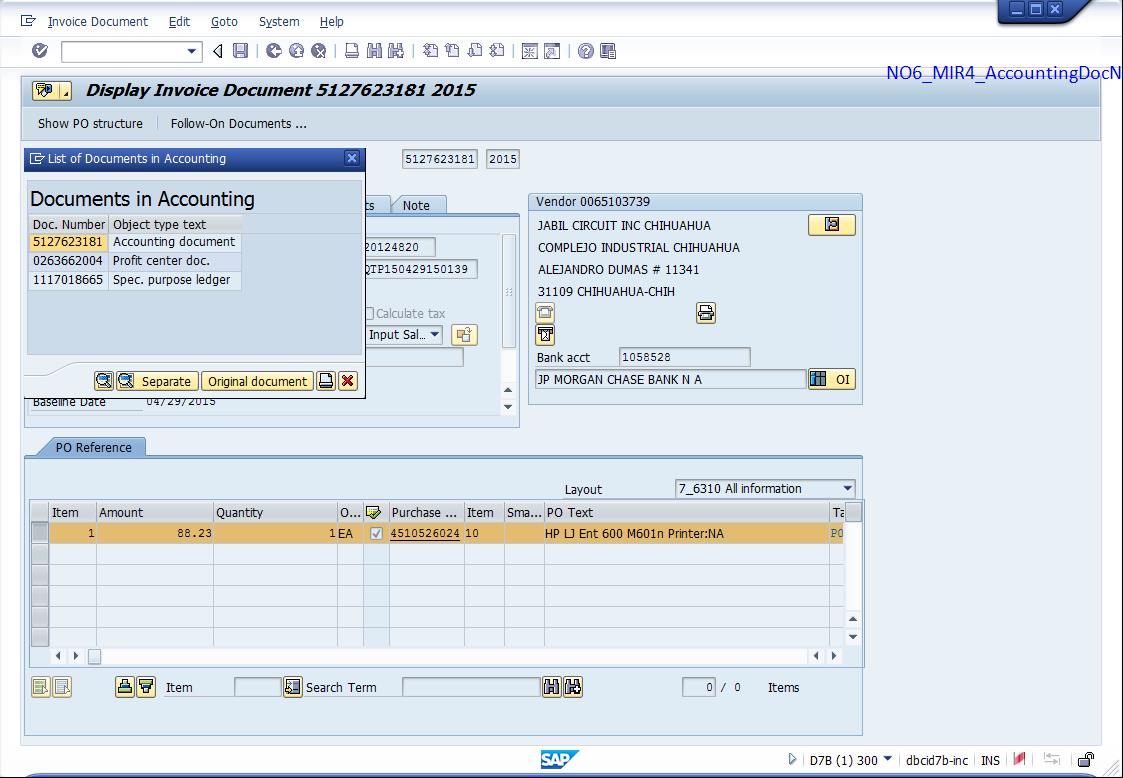 Invoice Document Edit Goto System Help
NO6_MIR4_AccountingDocN
Display Invoice Document 5127623181 2015
Show PO structure Follow-On Documents ...
List of Documents in Accounting
Documents in Accounting
Doc. Number Object type text
5127623181 Accounting document
0263662004 Profit center doc.
1117018665 Spec. purpose ledger
Separate Original document
5127623181 2015
ts Note
20124820
QTP150429150139
Calculate tax
Input Sal...
Baseline Date 04/29/2015
Vendor 0065103739
JABIL CIRCUIT INC CHIHUAHUA
COMPLEJO INDUSTRIAL CHIHUAHUA
ALEJANDRO DUMAS # 11341
31109 CHIHUAHUA-CHIH
Bank acct 1058528
JP MORGAN CHASE BANK N A OI
PO Reference
Layout 7_6310 All information
Item Amount Quantity O... Purchase ... Item Sma... PO Text Ta
1 88.23 1 EA 4510526024 10 HP LJ Ent 600 M601n Printer:NA PO
Item Search Term 0 / 0 Items
SAP D7B (1) 300 dbcid7b-inc INS